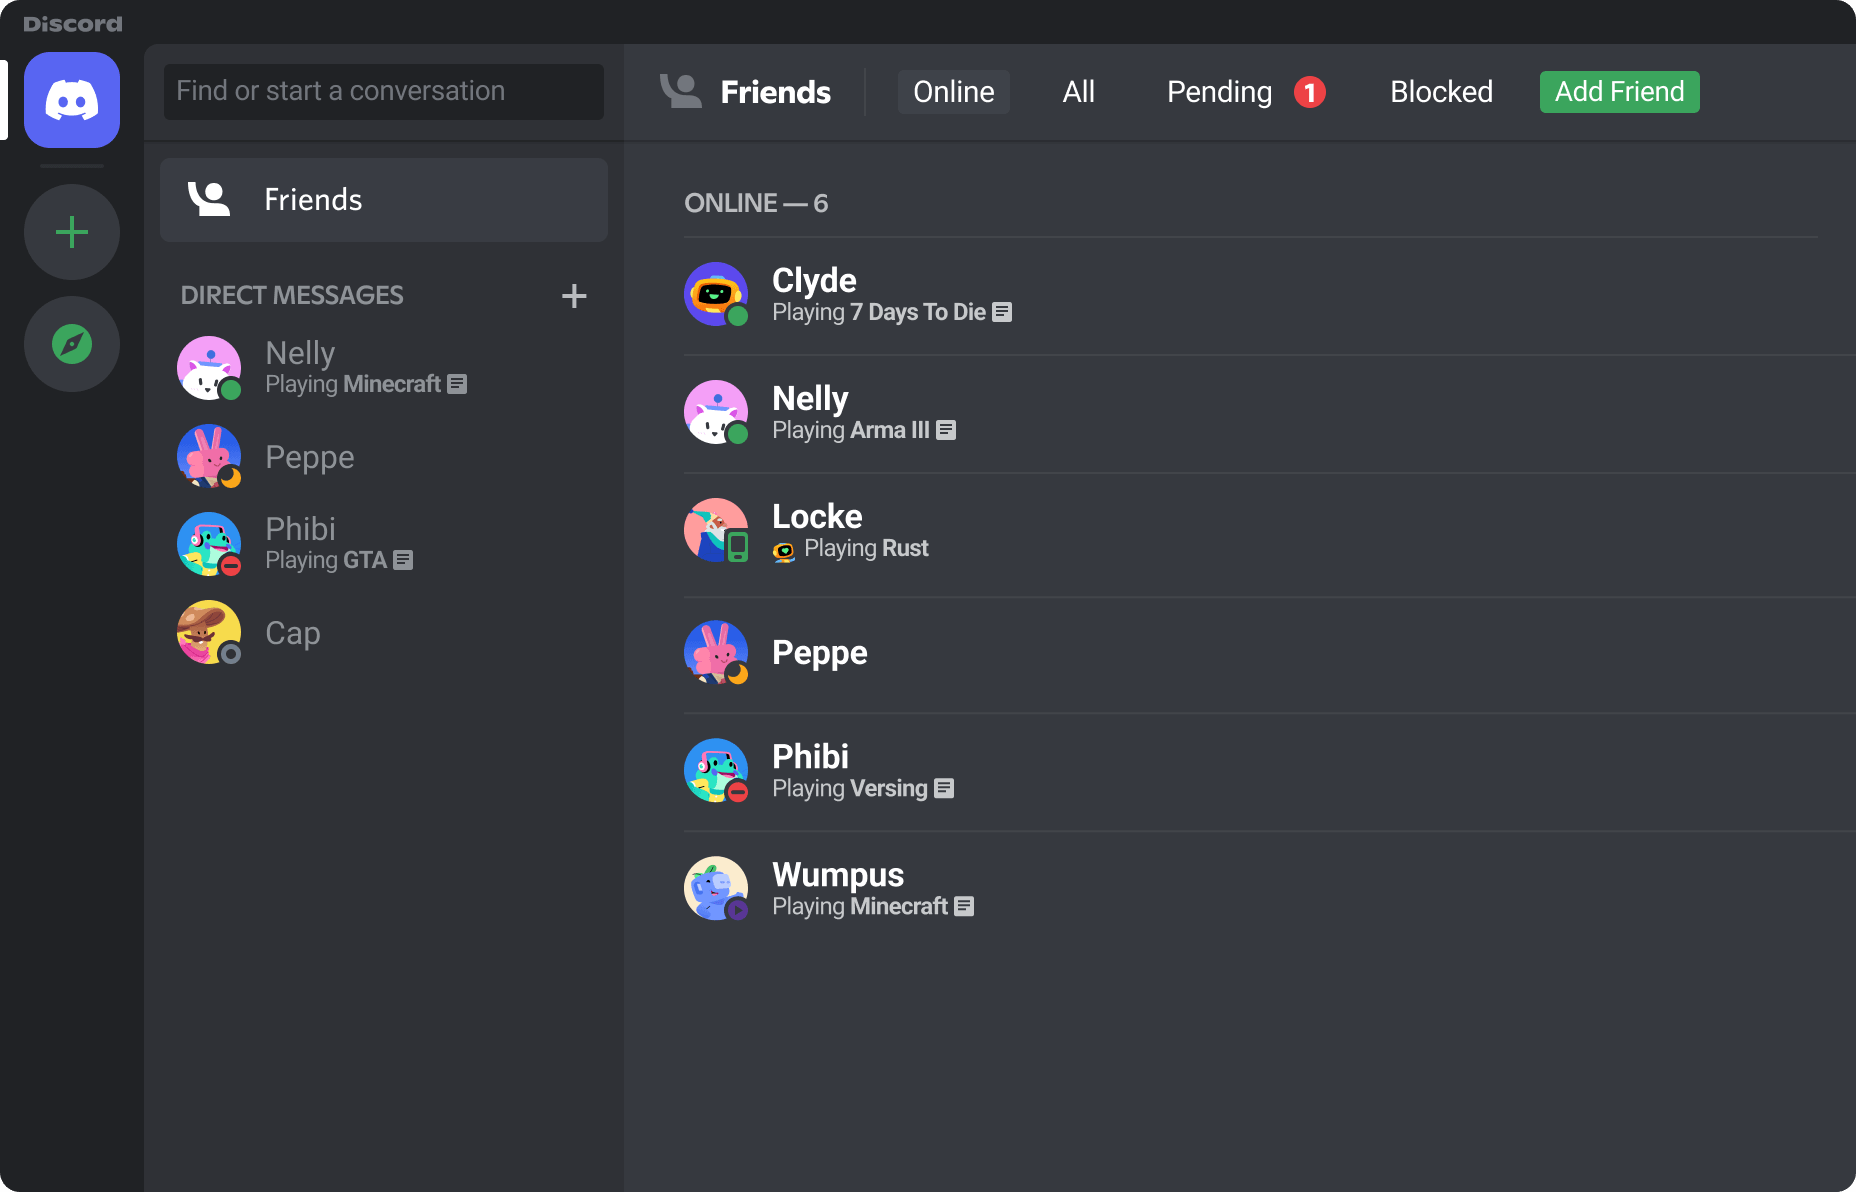 Discord
Find or start a conversation
Friends
Online
All
Pending
1
Blocked
Add Friend
Friends
DIRECT MESSAGES
Nelly
Playing Minecraft
Peppe
Phibi
Playing GTA
Cap
ONLINE — 6
Clyde
Playing 7 Days To Die
Nelly
Playing Arma III
Locke
Playing Rust
Peppe
Phibi
Playing Versing
Wumpus
Playing Minecraft